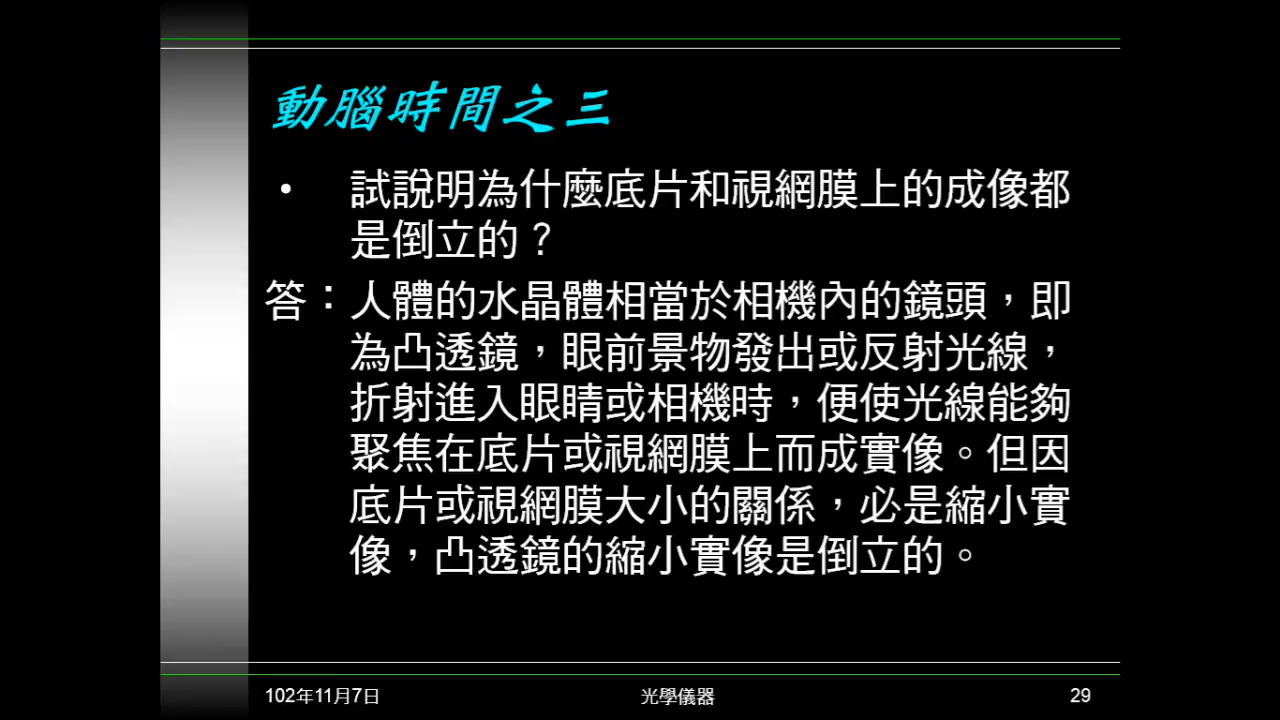 動腦時間之三
• 試說明為什麼底片和視網膜上的成像都
是倒立的？
答：人體的水晶體相當於相機內的鏡頭，即
為凸透鏡，眼前景物發出或反射光線，
折射進入眼睛或相機時，便使光線能夠
聚焦在底片或視網膜上而成實像。但因
底片或視網膜大小的關係，必是縮小實
像，凸透鏡的縮小實像是倒立的。
102年11月7日
光學儀器
29